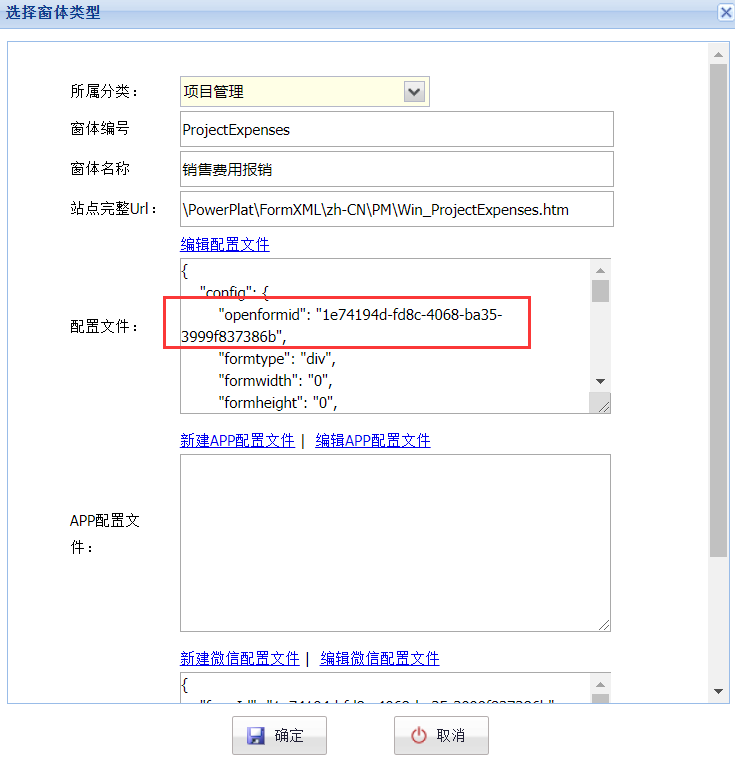 选择窗体类型
所属分类：
项目管理
窗体编号
ProjectExpenses
窗体名称
销售费用报销
站点完整Url：
\PowerPlat\FormXML\zh-CN\PM\Win_ProjectExpenses.htm
编辑配置文件
配置文件：
{
"config": {
"openformid": "1e74194d-fd8c-4068-ba35-
3999f837386b",
"formtype": "div",
"formwidth": "0",
"formheight": "0",
新建APP配置文件 | 编辑APP配置文件
APP配置文
件：
新建微信配置文件 | 编辑微信配置文件
{
确定
取消